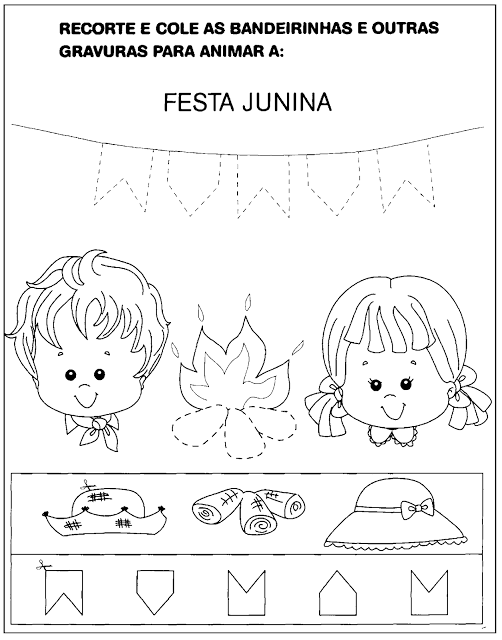 RECORTE E COLE AS BANDEIRINHAS E OUTRAS
GRAVURAS PARA ANIMAR A:
FESTA JUNINA